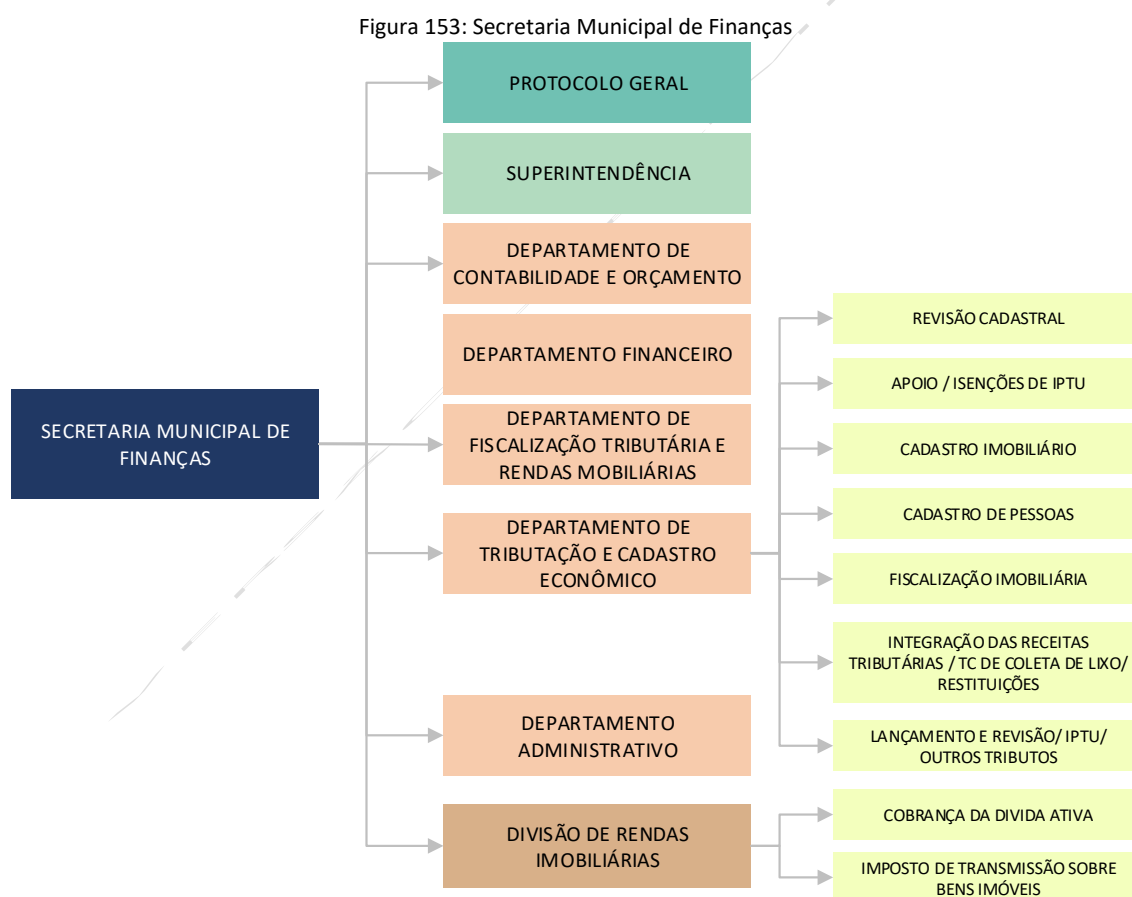 Figura 153: Secretaria Municipal de Finanças
PROTOCOLO GERAL
SUPERINTENDÊNCIA
DEPARTAMENTO DE
CONTABILIDADE E ORÇAMENTO
DEPARTAMENTO FINANCEIRO
SECRETARIA MUNICIPAL DE
FINANÇAS
DEPARTAMENTO DE
FISCALIZAÇÃO TRIBUTÁRIA E
RENDAS MOBILIÁRIAS
DEPARTAMENTO DE
TRIBUTAÇÃO E CADASTRO
ECONÔMICO
DEPARTAMENTO
ADMINISTRATIVO
DIVISÃO DE RENDAS
IMOBILIÁRIAS
REVISÃO CADASTRAL
APOIO / ISENÇÕES DE IPTU
CADASTRO IMOBILIÁRIO
CADASTRO DE PESSOAS
FISCALIZAÇÃO IMOBILIÁRIA
INTEGRAÇÃO DAS RECEITAS
TRIBUTÁRIAS / TC DE COLETA DE LIXO/
RESTITUIÇÕES
LANÇAMENTO E REVISÃO/ IPTU/
OUTROS TRIBUTOS
COBRANÇA DA DIVIDA ATIVA
IMPOSTO DE TRANSMISSÃO SOBRE
BENS IMÓVEIS